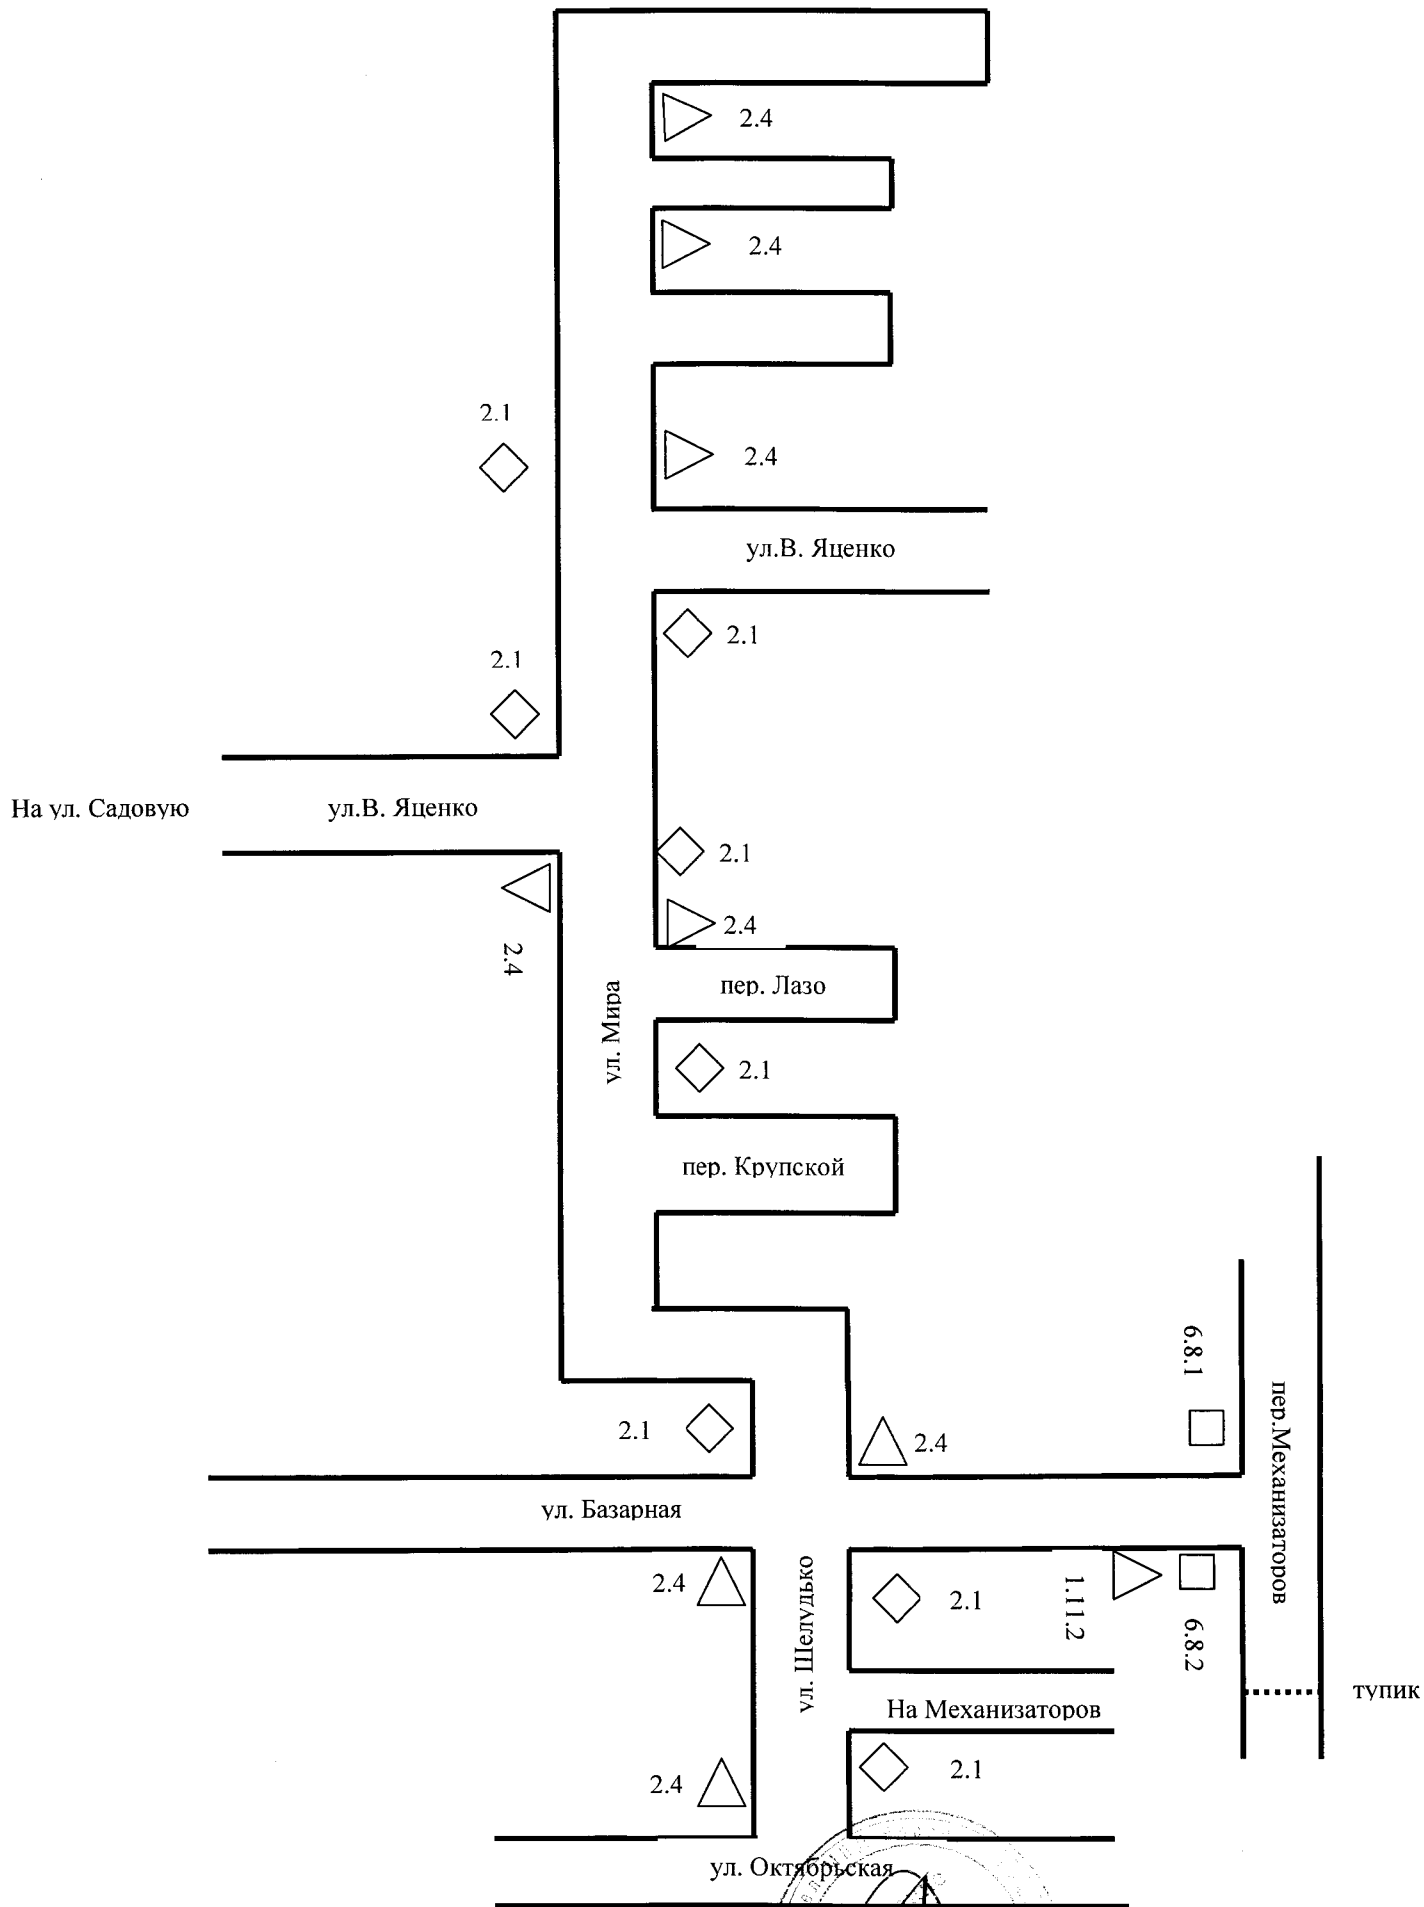 2.4
2.4
2.1
2.4
ул.В. Яценко
2.1
2.1
На ул. Садовую
ул.В. Яценко
2.1
2.4
2.4
пер. Лазо
ул. Мира
2.1
пер. Крупской
6.8.1
пер.Механизаторов
2.1
2.4
ул. Базарная
2.4
ул. Шелудько
2.1
1.11.2
6.8.2
тупик
На Механизаторов
2.4
2.1
ул. Октябрьская